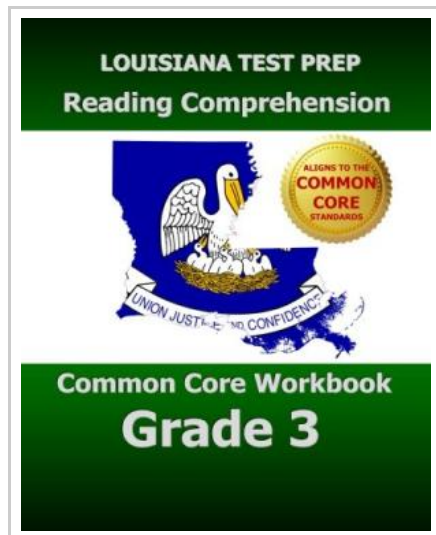 LOUISIANA TEST PREP
Reading Comprehension
ALIGNS TO THE
COMMON
CORE
STANDARDS
UNION JUSTICE AND CONFIDENCE
Common Core Workbook
Grade 3